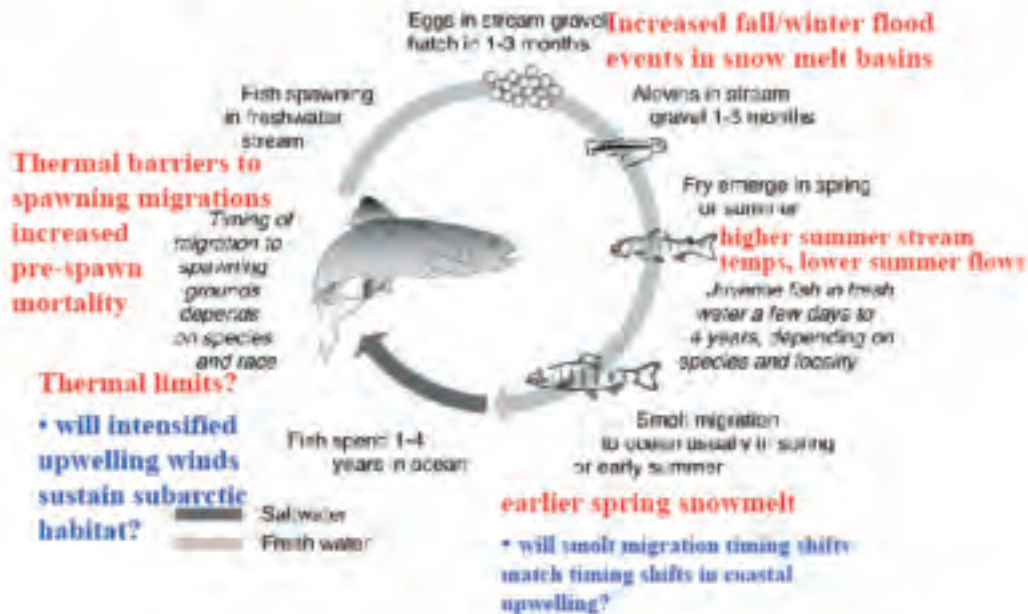 Eggs in stream gravel
hatch in 1-3 months
Increased fall/winter flood
events in snow melt basins
Alevins in stream
gravel 1-5 months
Fry emerge in spring
or summer
higher summer stream
temps, lower summer flows
Juvenile fish in fresh
water a few days to
4 years, depending on
species and locality
Smolt migration
to ocean usually in spring
or early summer
earlier spring snowmelt
• will smolt migration timing shifts
match timing shifts in coastal
upwelling?
Fish spend 1-4
years in ocean
Thermal limits?
• will intensified
upwelling winds
sustain subarctic
habitat?
Timing of
migration to
spawning
grounds
depends
on species
and race
Thermal barriers to
spawning migrations
increased
pre-spawn
mortality
Fish spawning
in freshwater
stream
Saltwater
Fresh water